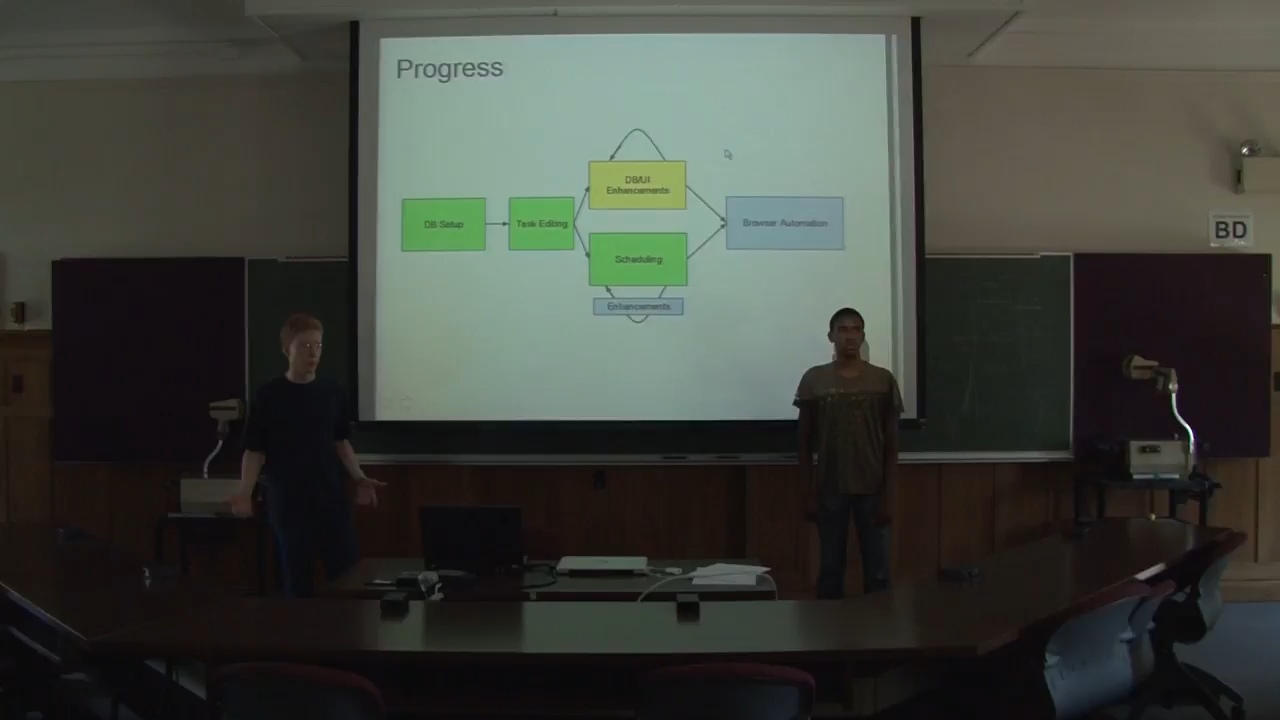 Progress
DB/UI
Enhancements
DB Setup
Task Editing
Browser Automation
Scheduling
Enhancements
BD